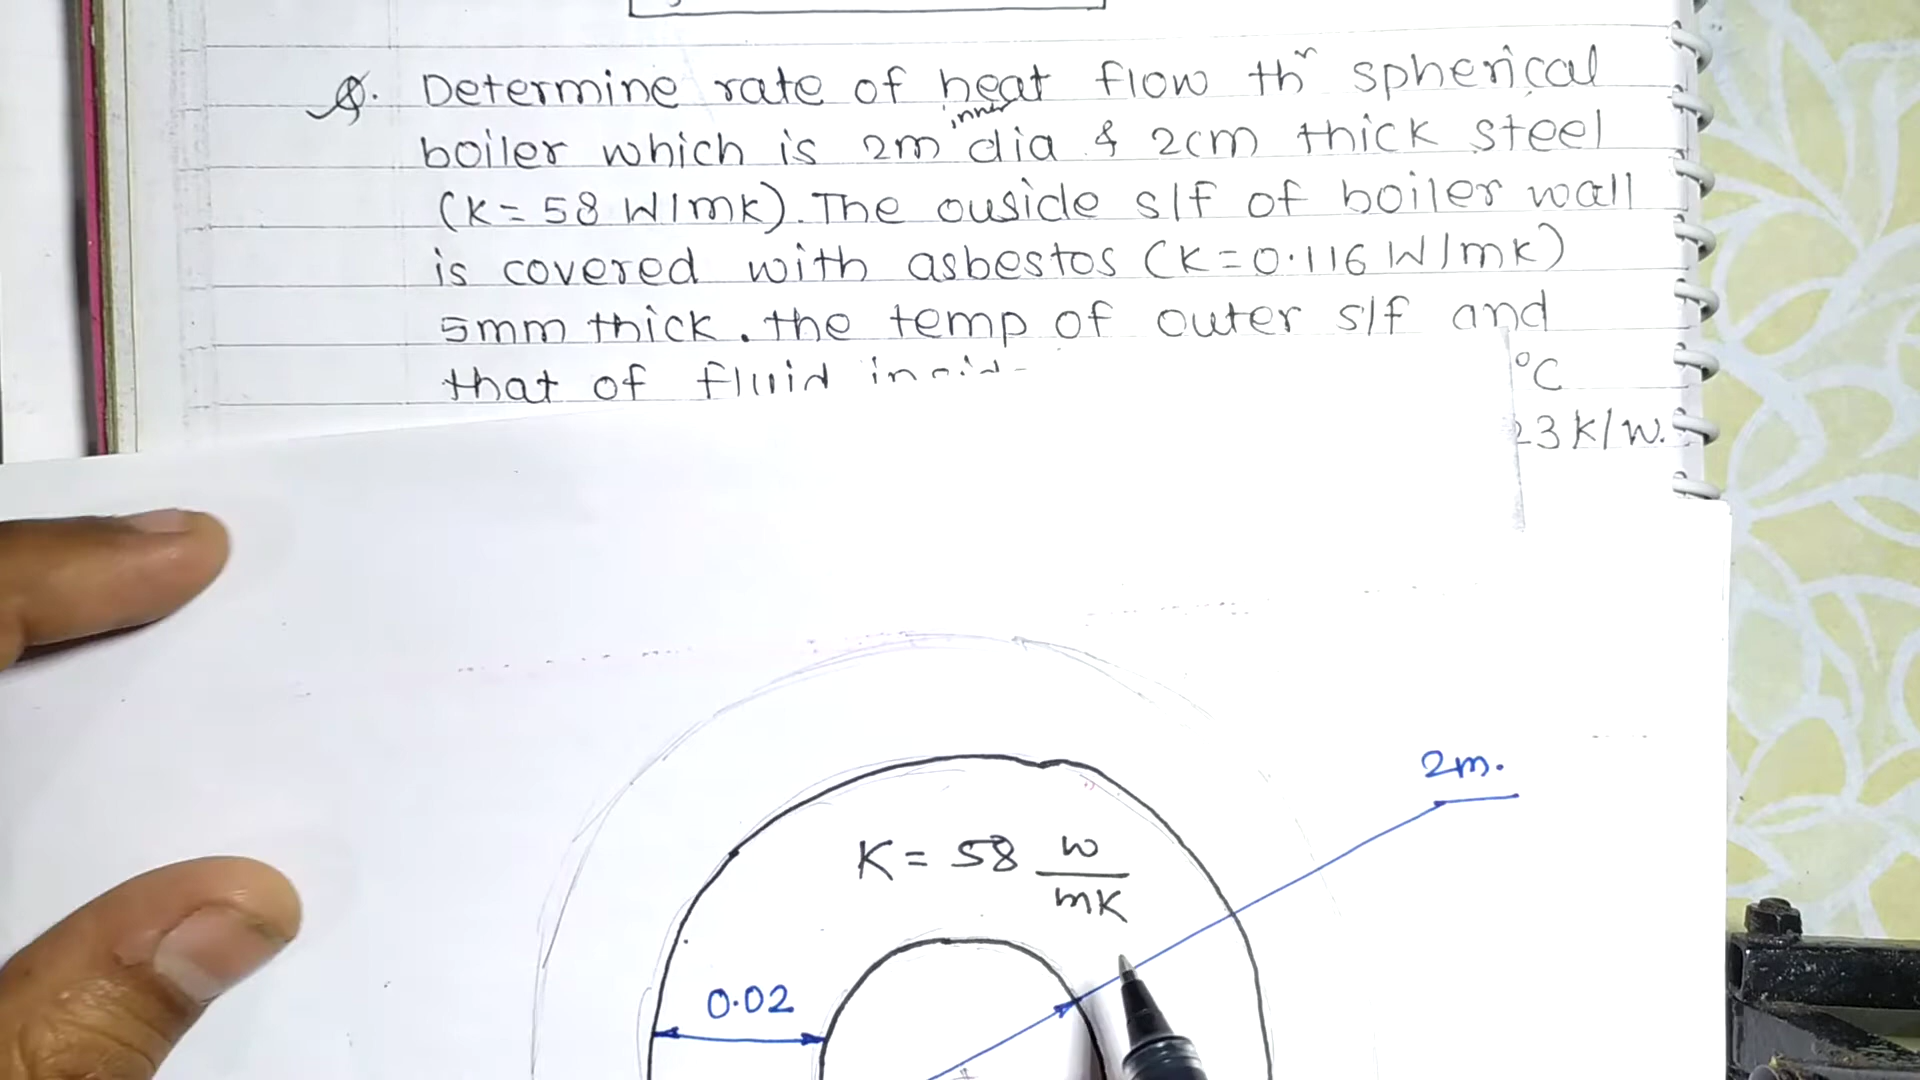 Q. Determine rate of heat flow thr spherical
boiler which is 2m inner dia & 2cm thick steel
(K = 58 W/mK). The ouside s/f of boiler wall
is covered with asbestos (K = 0.116 W/mK)
5mm thick. the temp of outer s/f and
that of fluid °C
23 K/W.
2m.
K = 58 w/mK
0.02